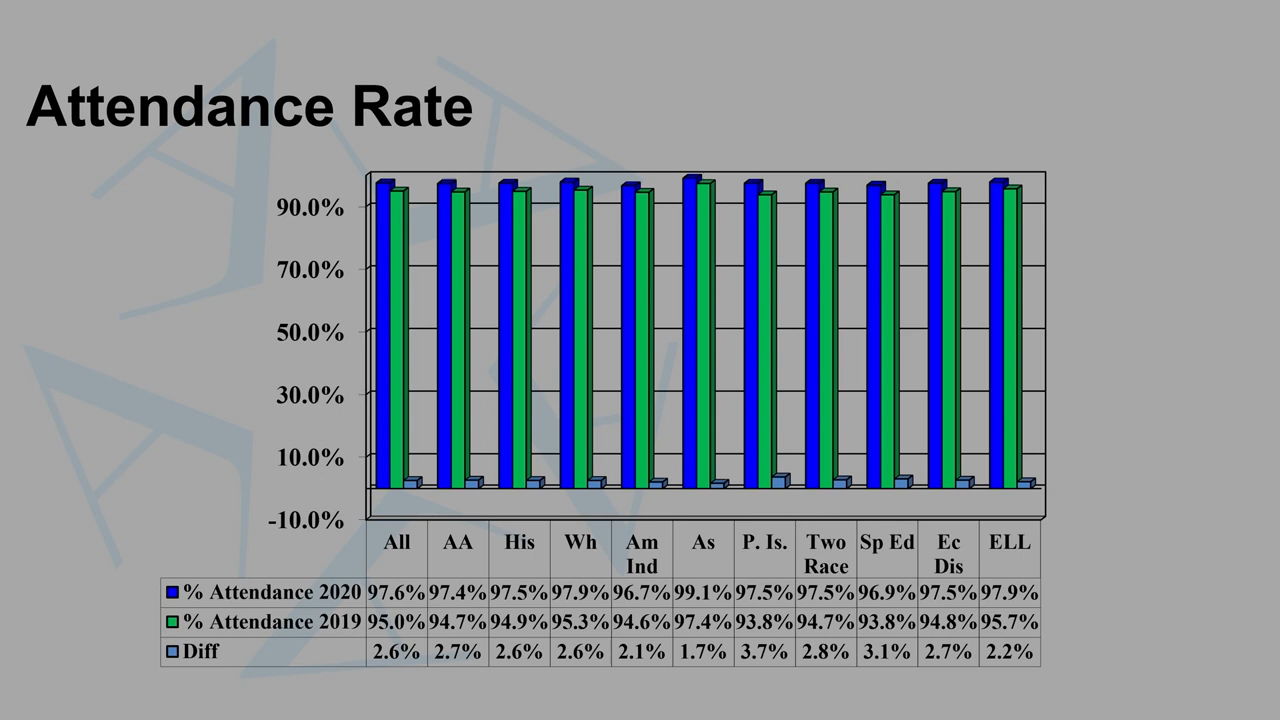 Attendance Rate
90.0%
70.0%
50.0%
30.0%
10.0%
-10.0%
All AA His Wh Am Ind As P. Is. Two Race Sp Ed Ec Dis ELL
% Attendance 2020 97.6% 97.4% 97.5% 97.9% 96.7% 99.1% 97.5% 97.5% 96.9% 97.5% 97.9%
% Attendance 2019 95.0% 94.7% 94.9% 95.3% 94.6% 97.4% 93.8% 94.7% 93.8% 94.8% 95.7%
Diff 2.6% 2.7% 2.6% 2.6% 2.1% 1.7% 3.7% 2.8% 3.1% 2.7% 2.2%